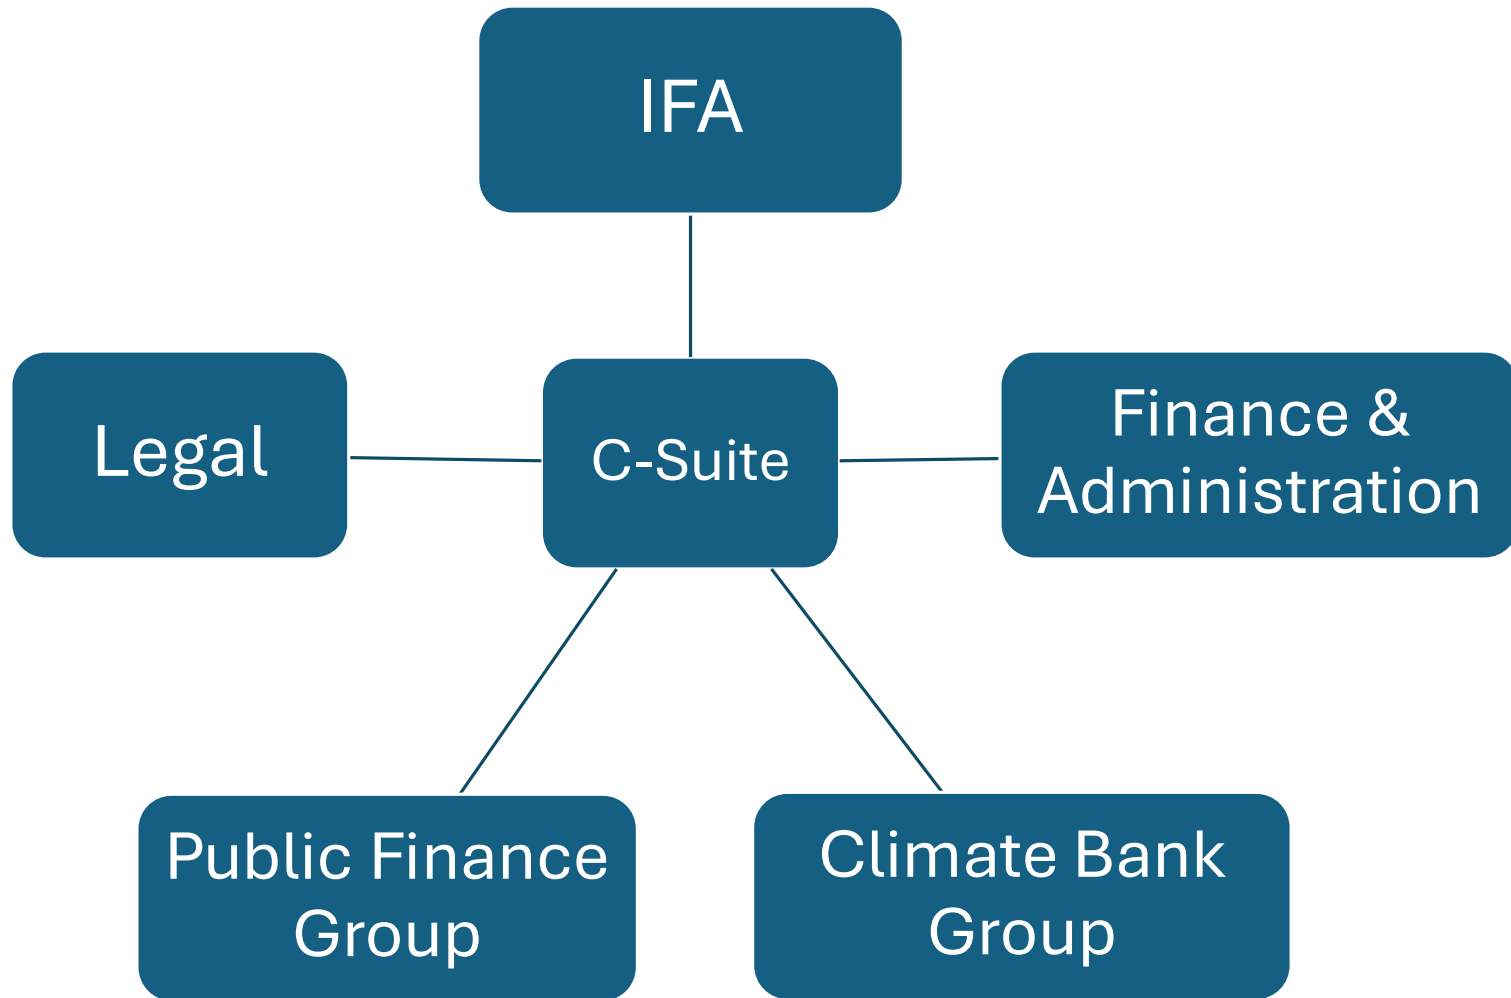 IFA
Legal
C-Suite
Finance &
Administration
Public Finance
Group
Climate Bank
Group